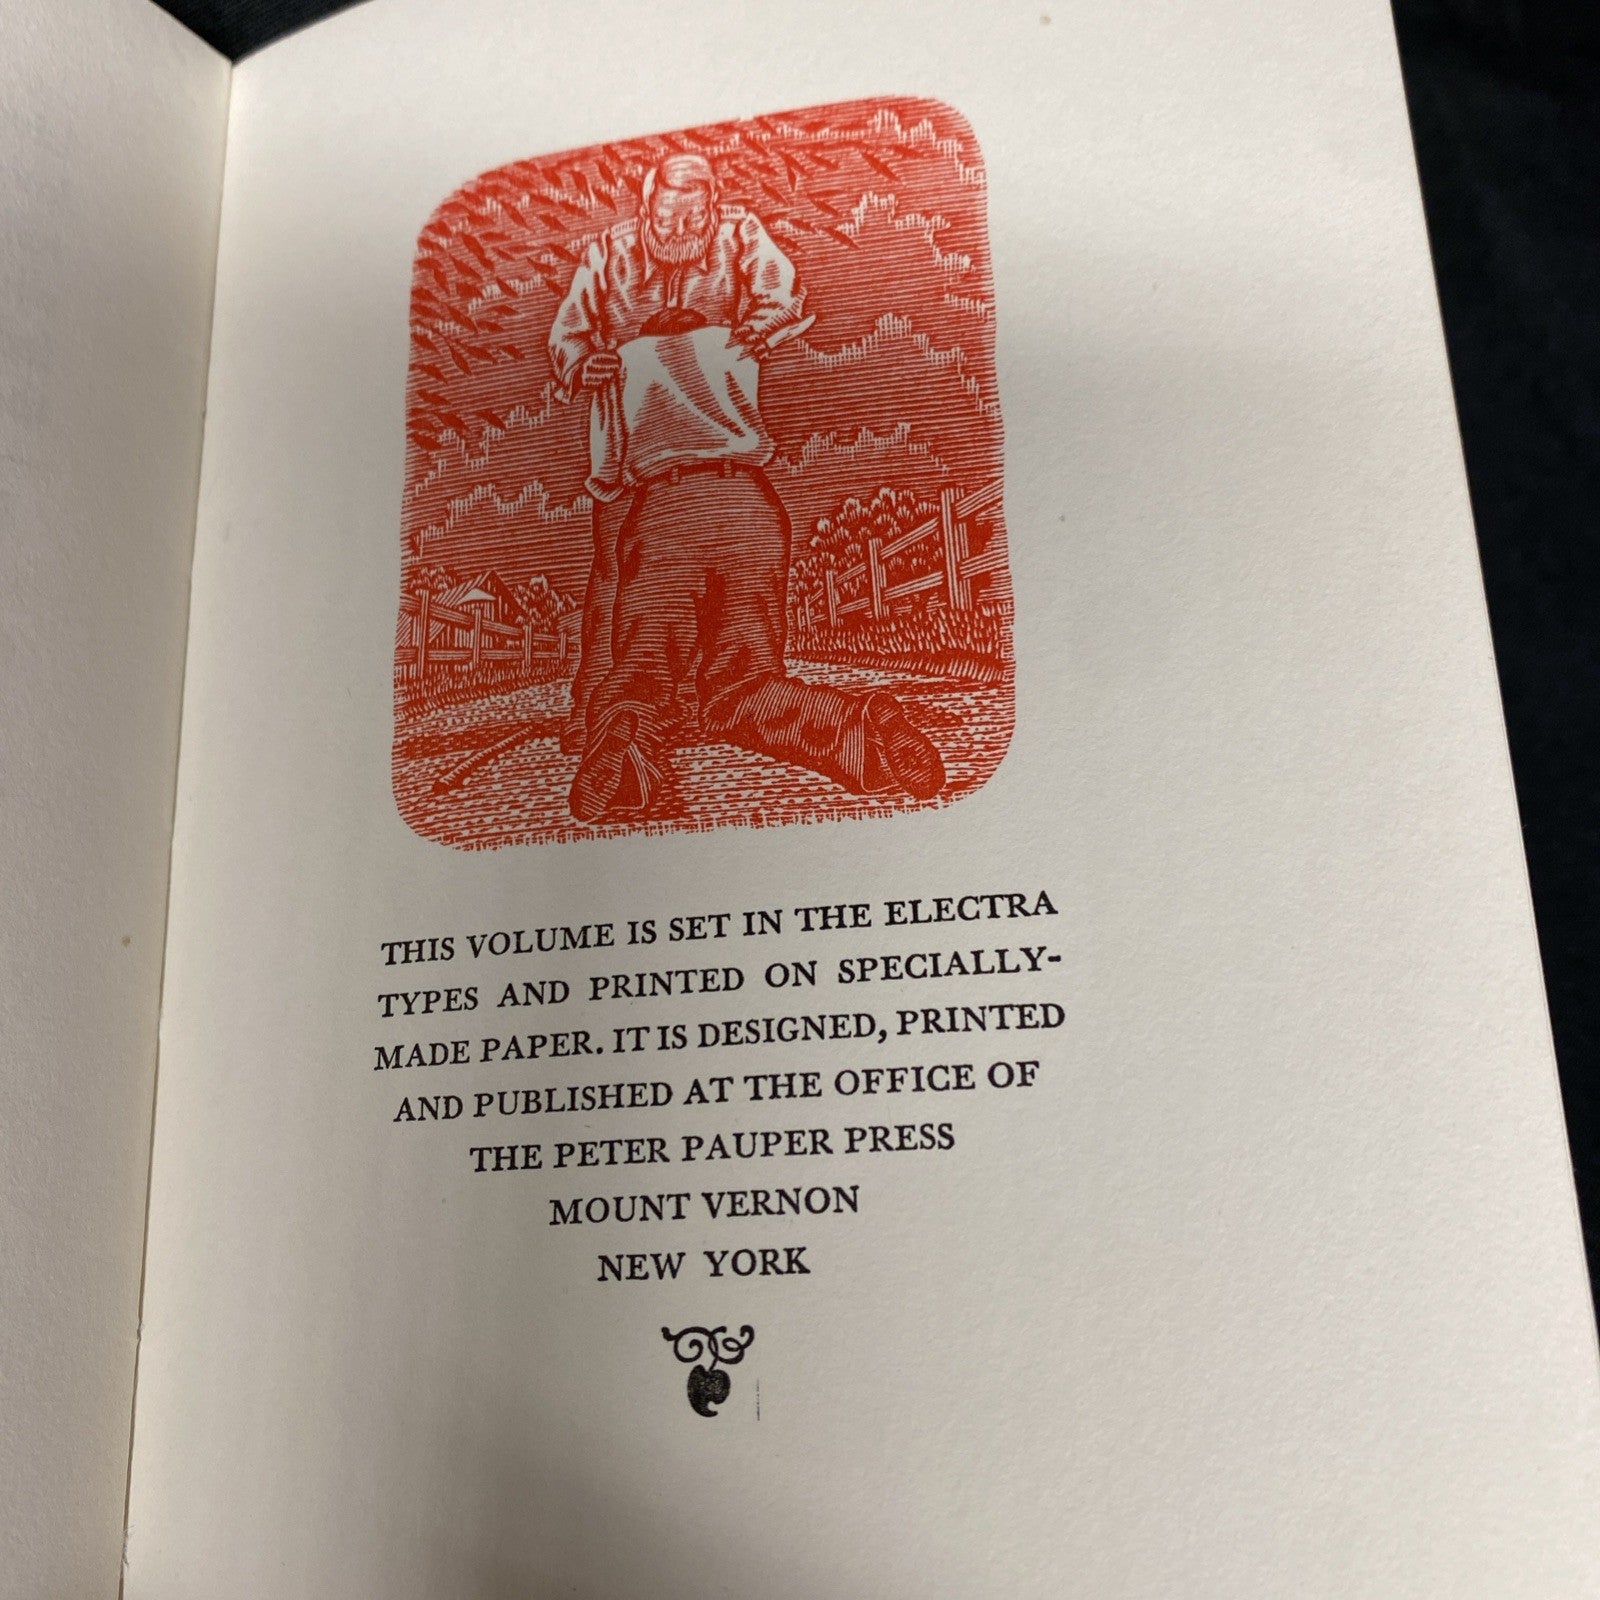 THIS VOLUME IS SET IN THE ELECTRA
TYPES AND PRINTED ON SPECIALLY-
MADE PAPER. IT IS DESIGNED, PRINTED
AND PUBLISHED AT THE OFFICE OF
THE PETER PAUPER PRESS
MOUNT VERNON
NEW YORK